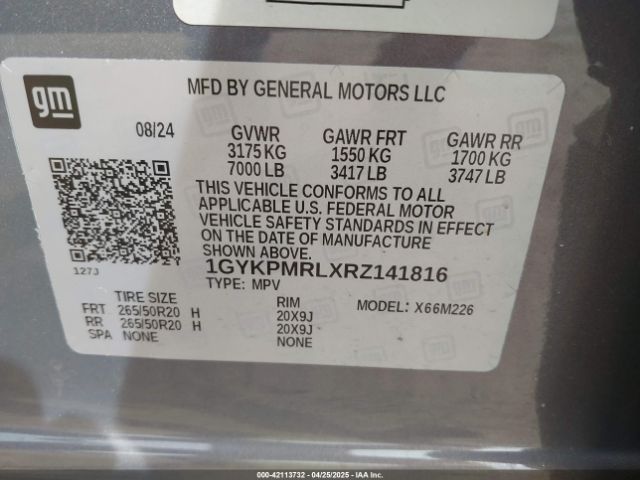 gm
MFD BY GENERAL MOTORS LLC
08/24
GVWR GAWR FRT GAWR RR
3175 KG 1550 KG 1700 KG
7000 LB 3417 LB 3747 LB
THIS VEHICLE CONFORMS TO ALL
APPLICABLE U.S. FEDERAL MOTOR
VEHICLE SAFETY STANDARDS IN EFFECT
ON THE DATE OF MANUFACTURE
SHOWN ABOVE.
127J
1GYKPMRLXRZ141816
TYPE: MPV
TIRE SIZE RIM MODEL: X66M226
FRT 265/50R20 H 20X9J
RR 265/50R20 H 20X9J
SPA NONE NONE
000-42113732 - 04/25/2025 - IAAI.COM